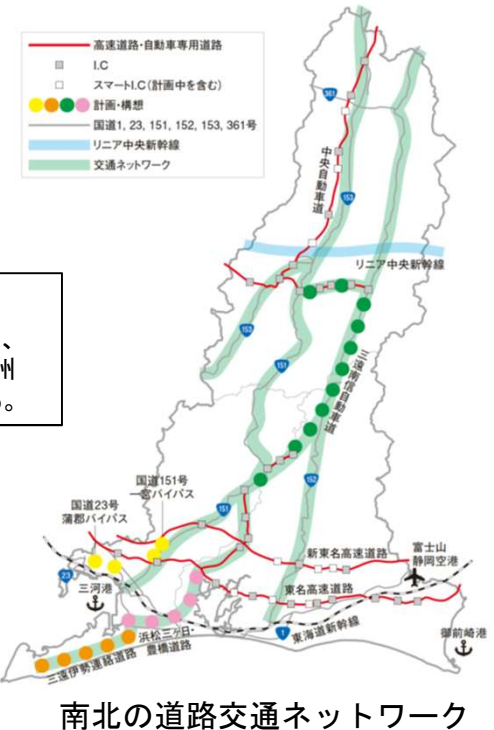 高速道路・自動車専用道路
I.C
スマートI.C(計画中を含む)
計画・構想
国道1, 23, 151, 152, 153, 361号
リニア中央新幹線
交通ネットワーク
361
中央自動車道
153
リニア中央新幹線
、
州
。
153
151
三遠南信自動車道
152
国道151号
一宮バイパス
国道23号
蒲郡バイパス
151
新東名高速道路
富士山
静岡空港
23
三河港
東名高速道路
浜松三ヶ日・
豊橋道路
三遠伊勢連絡道路
1
東海道新幹線
御前崎港
南北の道路交通ネットワーク